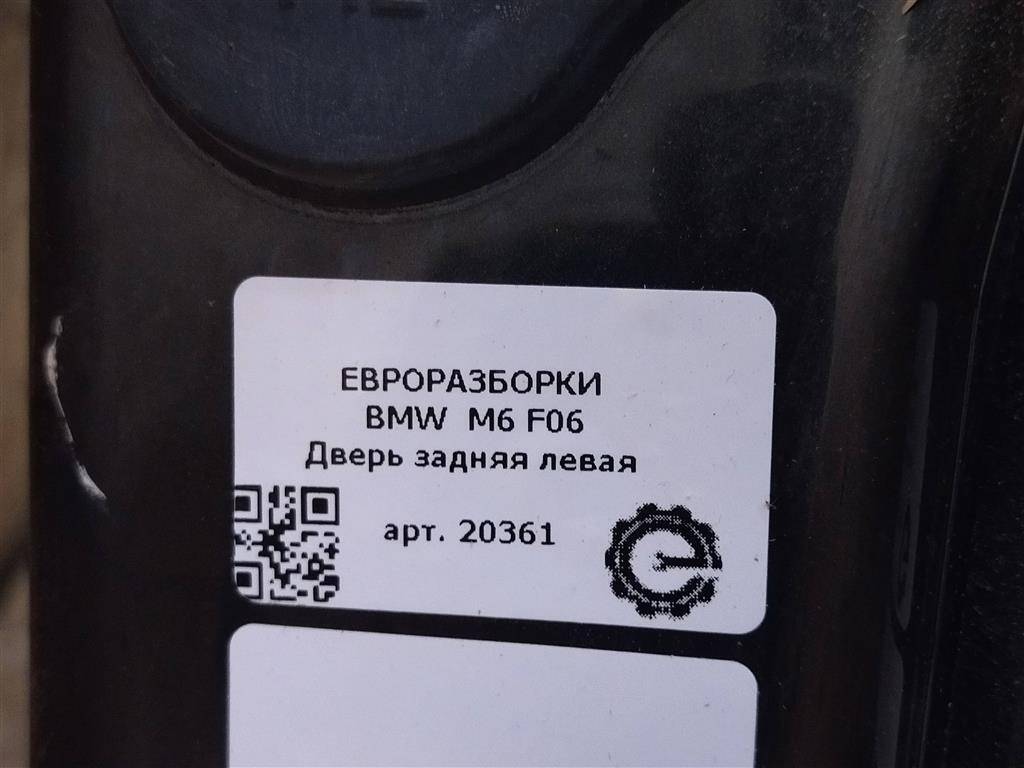 ЕВРОРАЗБОРКИ
BMW M6 F06
Дверь задняя левая
арт. 20361